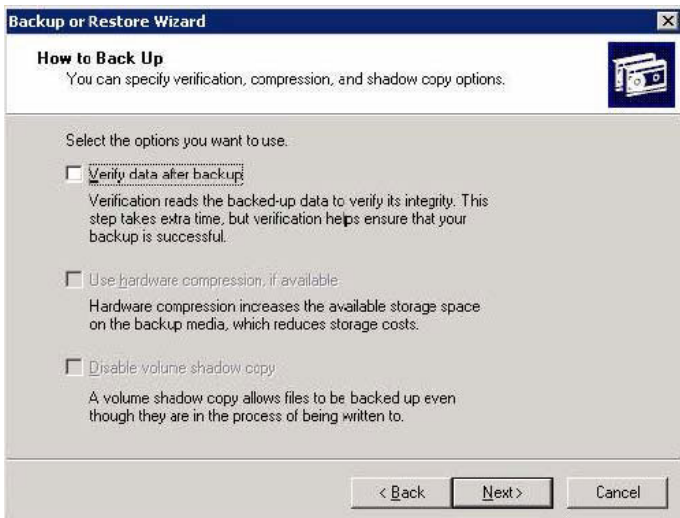 Backup or Restore Wizard
How to Back Up
You can specify verification, compression, and shadow copy options.
Select the options you want to use.
Verify data after backup
Verification reads the backed-up data to verify its integrity. This
step takes extra time, but verification helps ensure that your
backup is successful.
Use hardware compression, if available
Hardware compression increases the available storage space
on the backup media, which reduces storage costs.
Disable volume shadow copy
A volume shadow copy allows files to be backed up even
though they are in the process of being written to.
< Back Next > Cancel